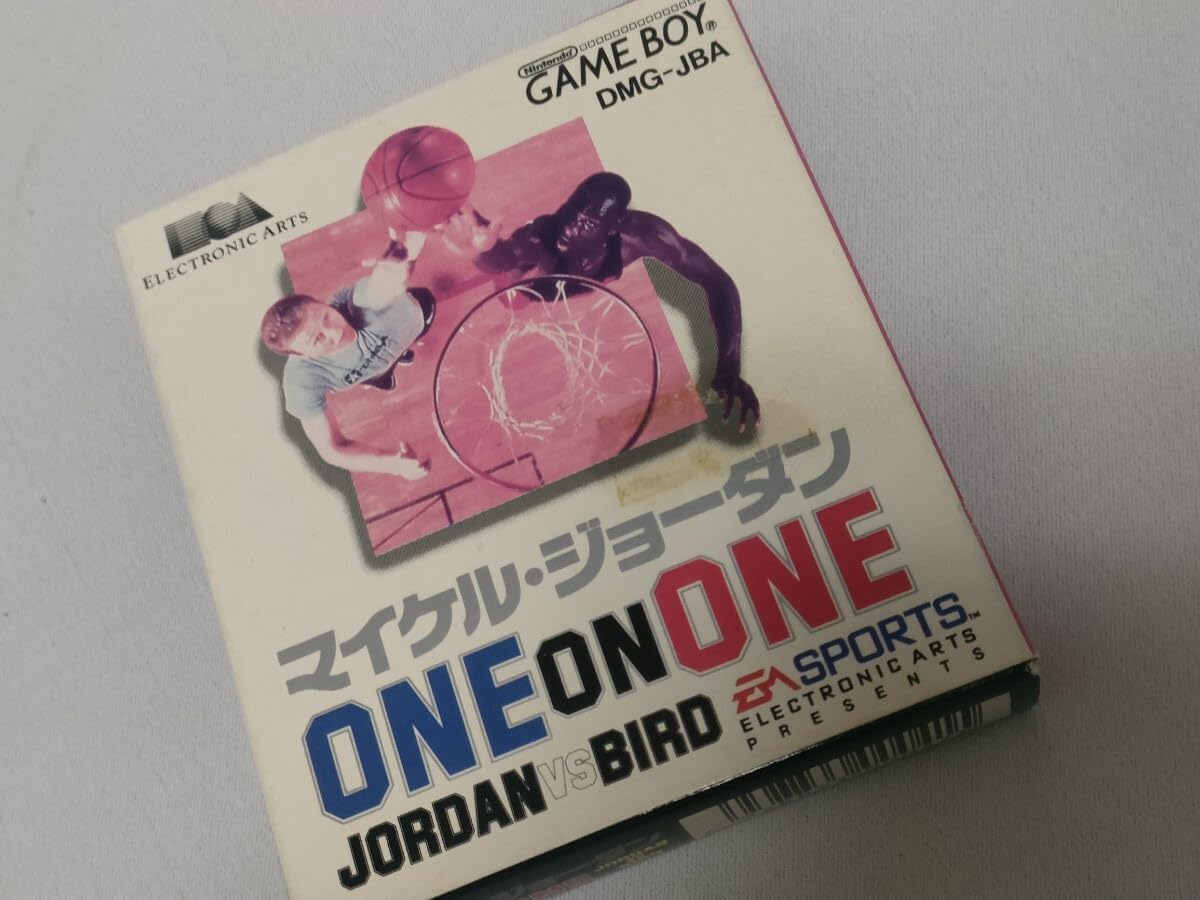 Nintendo
GAME BOY®
DMG-JBA
ELECTRONIC ARTS
マイケル・ジョーダン
ONE ON ONE
JORDAN VS BIRD
EA SPORTS™
ELECTRONIC ARTS
PRESENTS